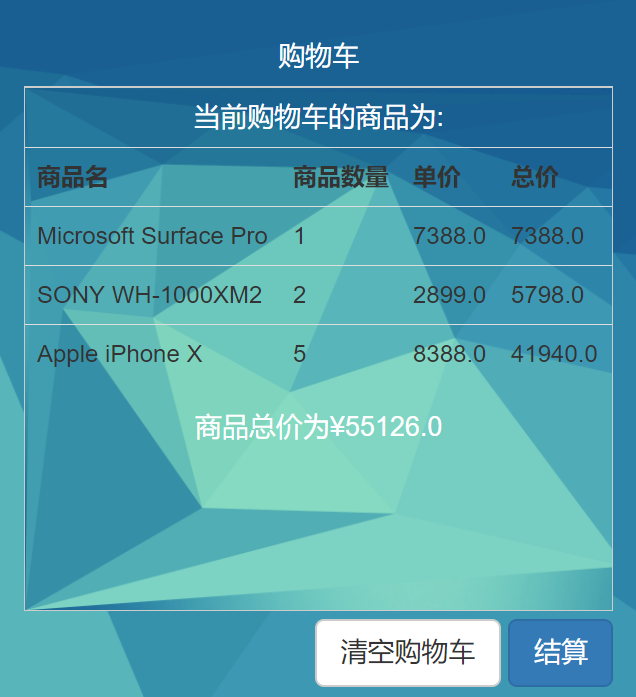 购物车
当前购物车的商品为:
商品名 商品数量 单价 总价
Microsoft Surface Pro 1 7388.0 7388.0
SONY WH-1000XM2 2 2899.0 5798.0
Apple iPhone X 5 8388.0 41940.0
商品总价为¥55126.0
清空购物车 结算